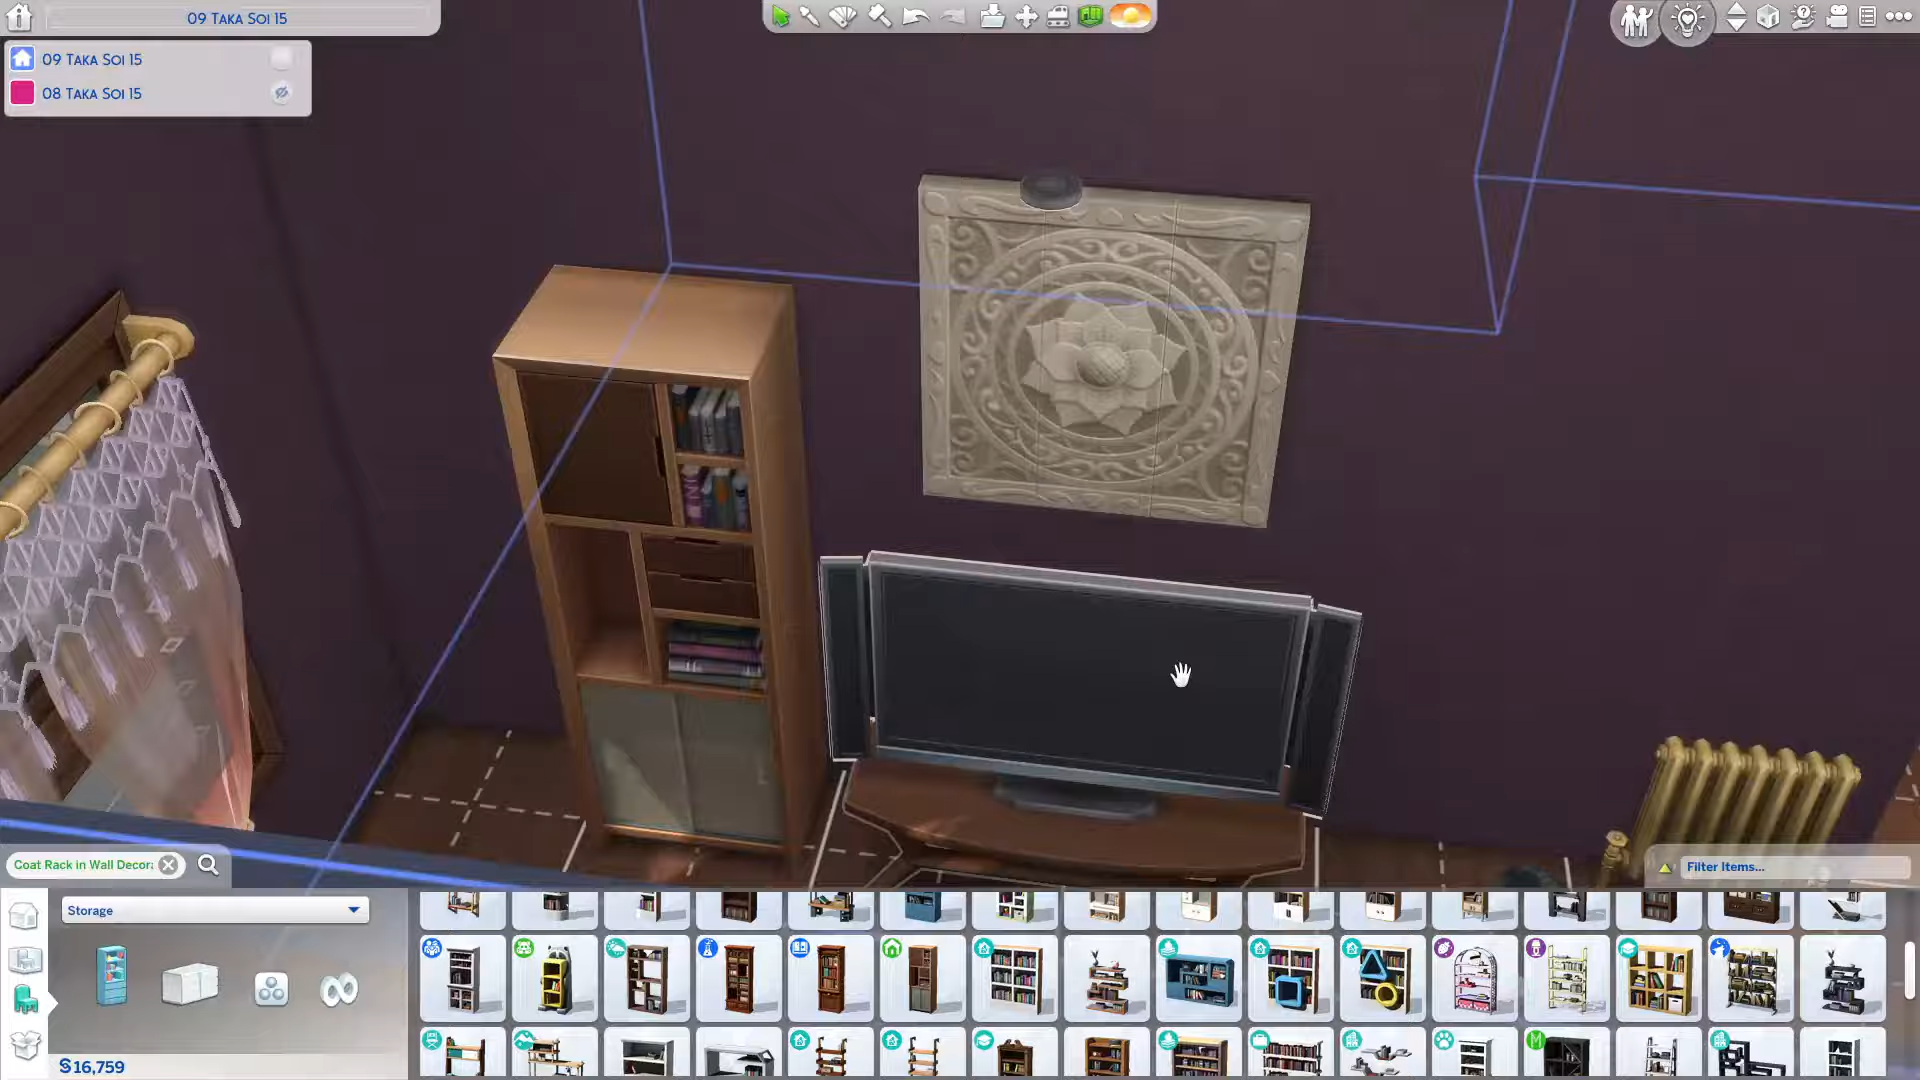 09 Taka Soi 15
09 Taka Soi 15
08 Taka Soi 15
Coat Rack in Wall Decor
Filter Items...
Storage
§16,759